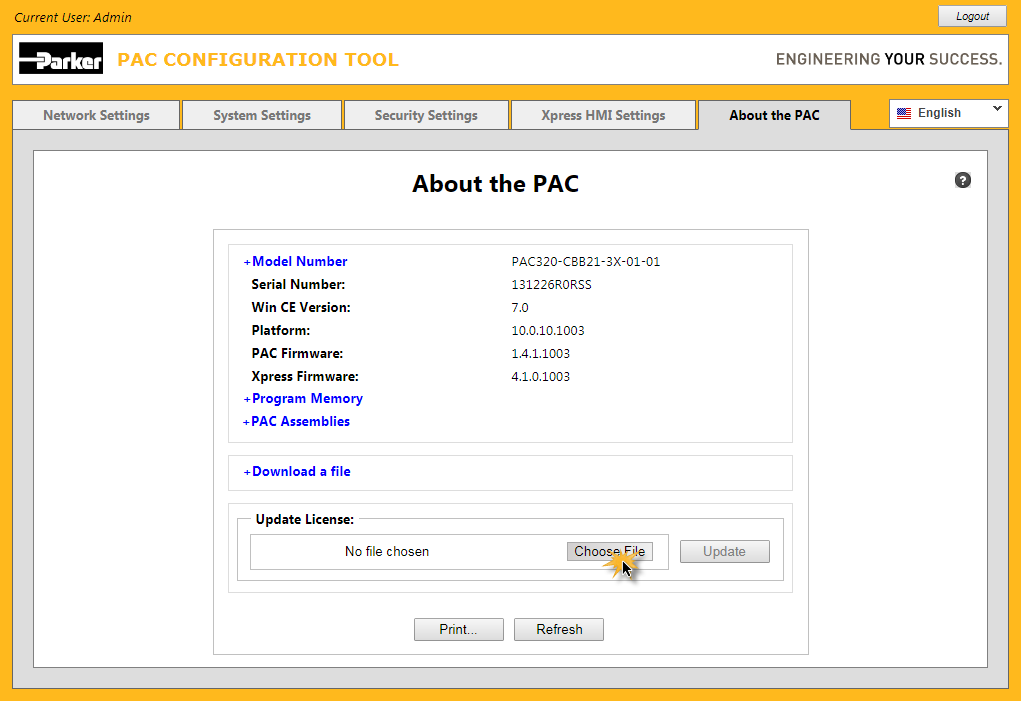 Current User: Admin
Logout
Parker PAC CONFIGURATION TOOL ENGINEERING YOUR SUCCESS.
Network Settings System Settings Security Settings Xpress HMI Settings About the PAC English
About the PAC ?
+Model Number PAC320-CBB21-3X-01-01
Serial Number: 131226R0RSS
Win CE Version: 7.0
Platform: 10.0.10.1003
PAC Firmware: 1.4.1.1003
Xpress Firmware: 4.1.0.1003
+Program Memory
+PAC Assemblies
+Download a file
Update License:
No file chosen Choose File Update
Print... Refresh